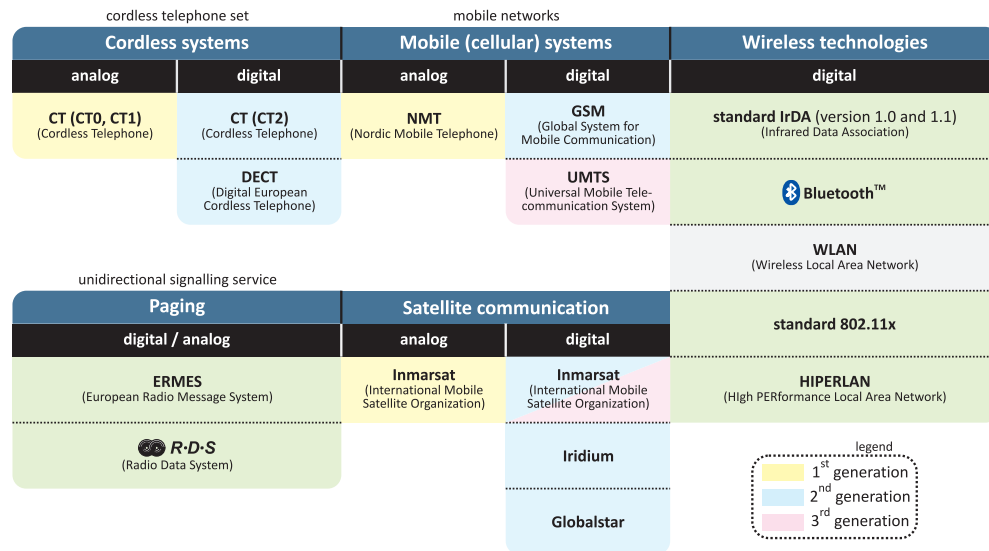 cordless telephone set
mobile networks
Cordless systems
Mobile (cellular) systems
Wireless technologies
analog
digital
analog
digital
digital
CT (CT0, CT1)
(Cordless Telephone)
CT (CT2)
(Cordless Telephone)
NMT
(Nordic Mobile Telephone)
GSM
(Global System for
Mobile Communication)
standard IrDA (version 1.0 and 1.1)
(Infrared Data Association)
DECT
(Digital European
Cordless Telephone)
UMTS
(Universal Mobile Tele-
communication System)
Bluetooth™
WLAN
(Wireless Local Area Network)
unidirectional signalling service
Paging
Satellite communication
standard 802.11x
digital / analog
analog
digital
ERMES
(European Radio Message System)
Inmarsat
(International Mobile
Satellite Organization)
Inmarsat
(International Mobile
Satellite Organization)
HIPERLAN
(HIgh PERformance Local Area Network)
R·D·S
(Radio Data System)
Iridium
Globalstar
legend
1st generation
2nd generation
3rd generation